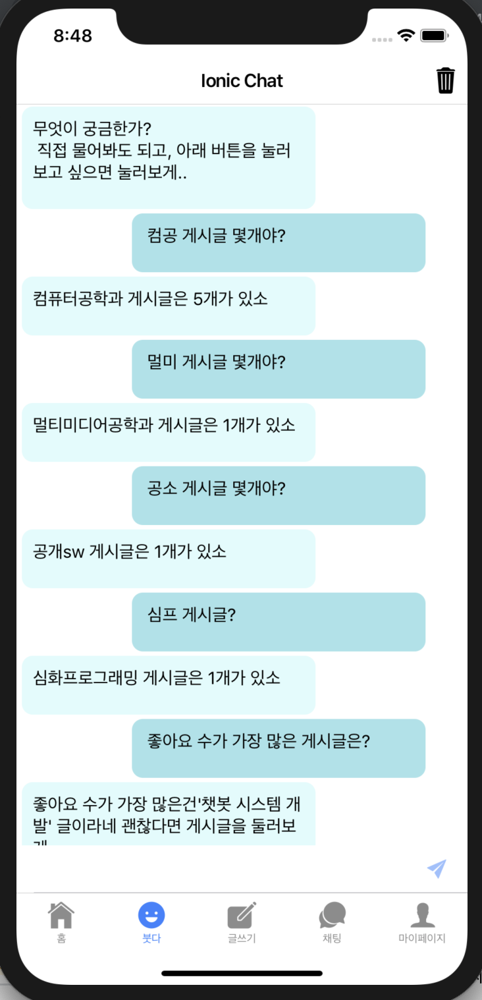 8:48
Ionic Chat
무엇이 궁금한가?
직접 물어봐도 되고, 아래 버튼을 눌러
보고 싶으면 눌러보게..
컴공 게시글 몇개야?
컴퓨터공학과 게시글은 5개가 있소
멀미 게시글 몇개야?
멀티미디어공학과 게시글은 1개가 있소
공소 게시글 몇개야?
공개sw 게시글은 1개가 있소
심프 게시글?
심화프로그래밍 게시글은 1개가 있소
좋아요 수가 가장 많은 게시글은?
좋아요 수가 가장 많은건'챗봇 시스템 개
발' 글이라네 괜찮다면 게시글을 둘러보
홈
붓다
글쓰기
채팅
마이페이지